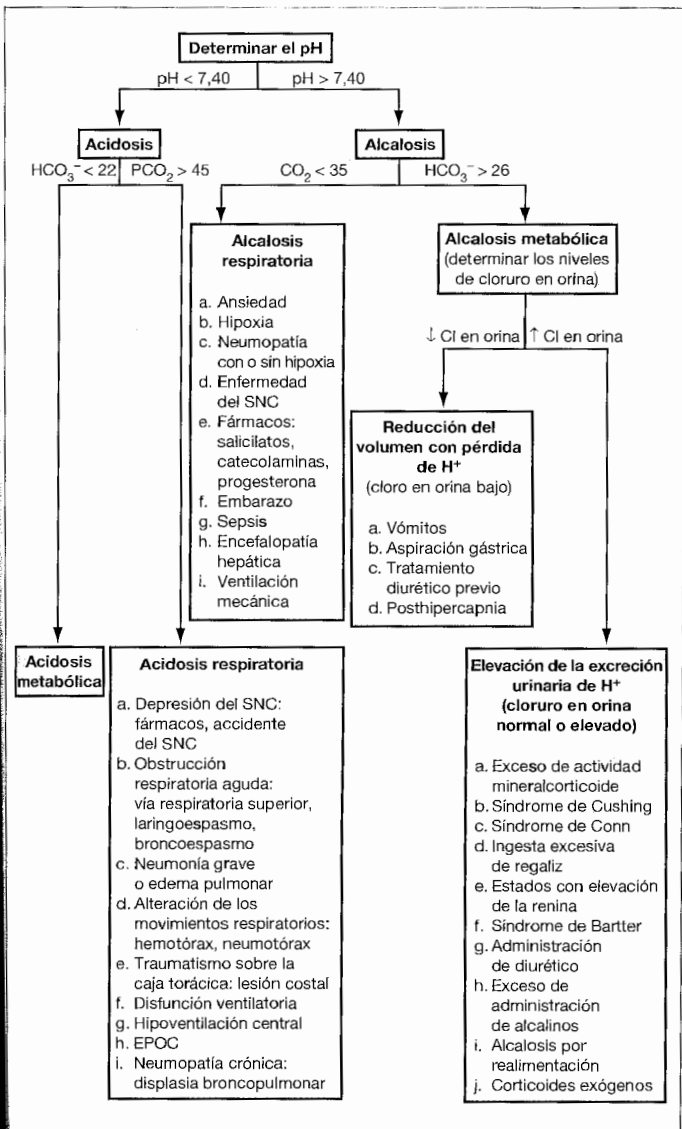 Determinar el pH
pH < 7,40
pH > 7,40
Acidosis
Alcalosis
HCO3⁻ < 22
PCO2 > 45
CO2 < 35
HCO3⁻ > 26
Alcalosis
respiratoria
a. Ansiedad
b. Hipoxia
c. Neumopatía
con o sin hipoxia
d. Enfermedad
del SNC
e. Fármacos:
salicilatos,
catecolaminas,
progesterona
f. Embarazo
g. Sepsis
h. Encefalopatía
hepática
i. Ventilación
mecánica
Alcalosis metabólica
(determinar los niveles
de cloruro en orina)
↓ Cl en orina
↑ Cl en orina
Reducción del
volumen con pérdida
de H+
(cloro en orina bajo)
a. Vómitos
b. Aspiración gástrica
c. Tratamiento
diurético previo
d. Posthipercapnia
Acidosis
metabólica
Acidosis respiratoria
a. Depresión del SNC:
fármacos, accidente
del SNC
b. Obstrucción
respiratoria aguda:
vía respiratoria superior,
laringoespasmo,
broncoespasmo
c. Neumonía grave
o edema pulmonar
d. Alteración de los
movimientos respiratorios:
hemotórax, neumotórax
e. Traumatismo sobre la
caja torácica: lesión costal
f. Disfunción ventilatoria
g. Hipoventilación central
h. EPOC
i. Neumopatía crónica:
displasia broncopulmonar
Elevación de la excreción
urinaria de H+
(cloruro en orina
normal o elevado)
a. Exceso de actividad
mineralcorticoide
b. Síndrome de Cushing
c. Síndrome de Conn
d. Ingesta excesiva
de regaliz
e. Estados con elevación
de la renina
f. Síndrome de Bartter
g. Administración
de diurético
h. Exceso de
administración
de alcalinos
i. Alcalosis por
realimentación
j. Corticoides exógenos